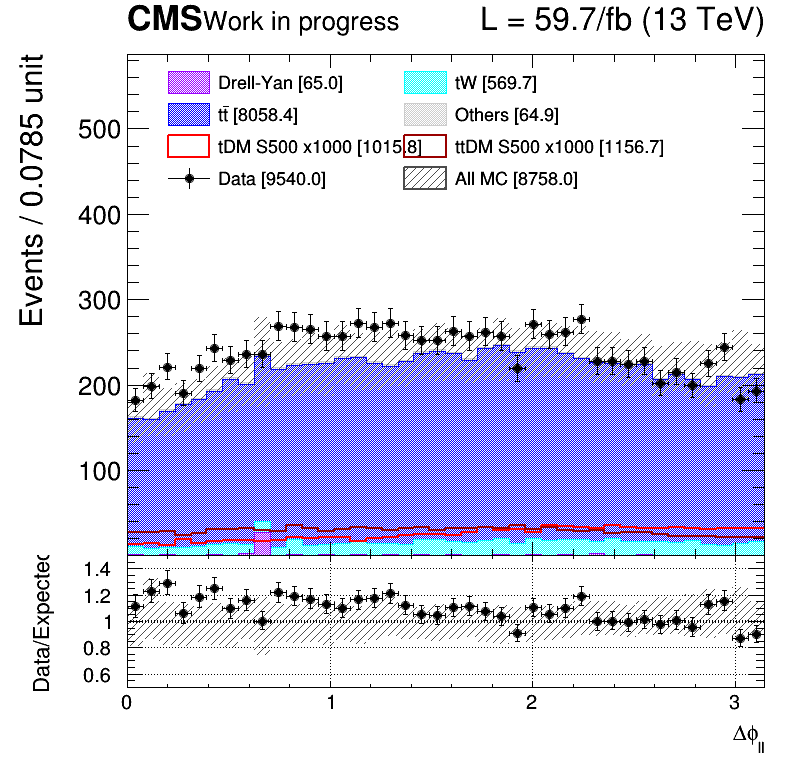 CMS Work in progress L = 59.7/fb (13 TeV)
Drell-Yan [65.0] tW [569.7]
tt̄ [8058.4] Others [64.9]
tDM S500 x1000 [1015.8] ttDM S500 x1000 [1156.7]
Data [9540.0] All MC [8758.0]
Events / 0.0785 unit
500
400
300
200
100
Data/Expected
1.4
1.2
1
0.8
0.6
0 1 2 3
Δϕll